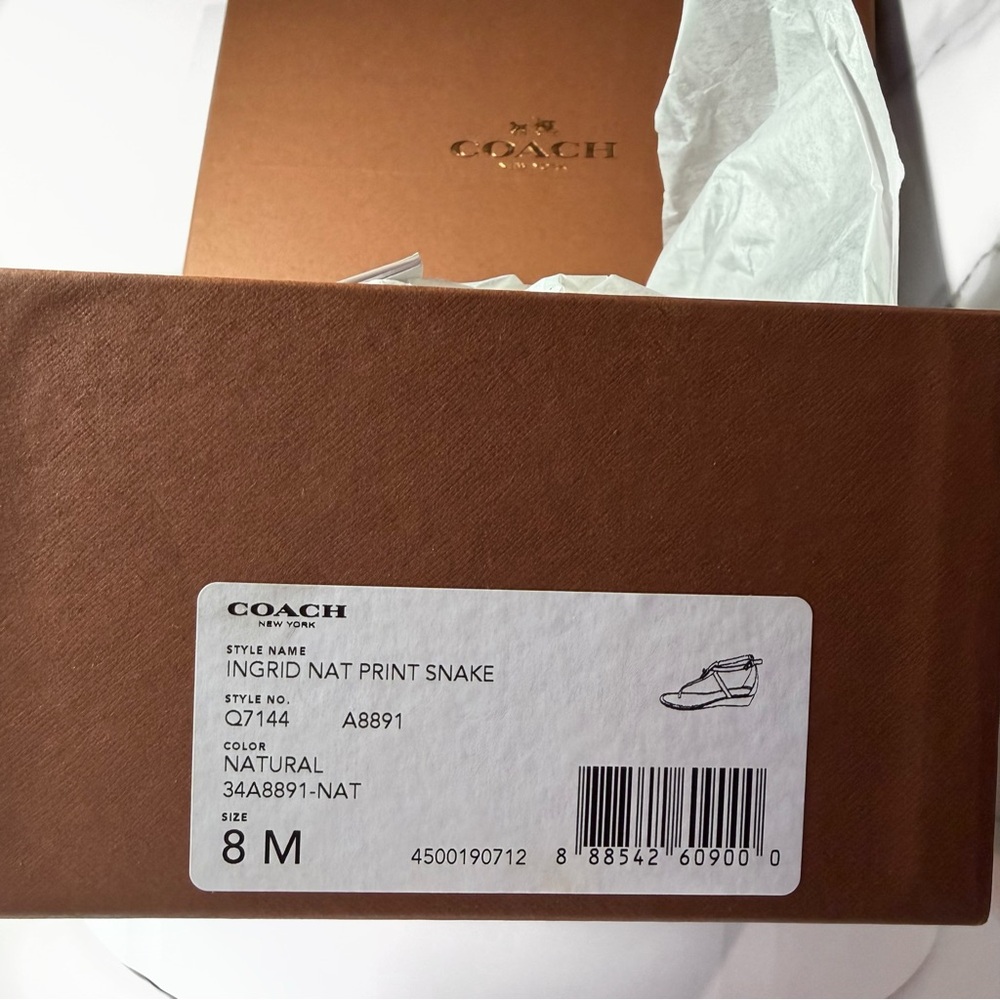 COACH
COACH
NEW YORK
STYLE NAME
INGRID NAT PRINT SNAKE
STYLE NO.
Q7144 A8891
COLOR
NATURAL
34A8891-NAT
SIZE
8 M
4500190712 8 88542 60900 0